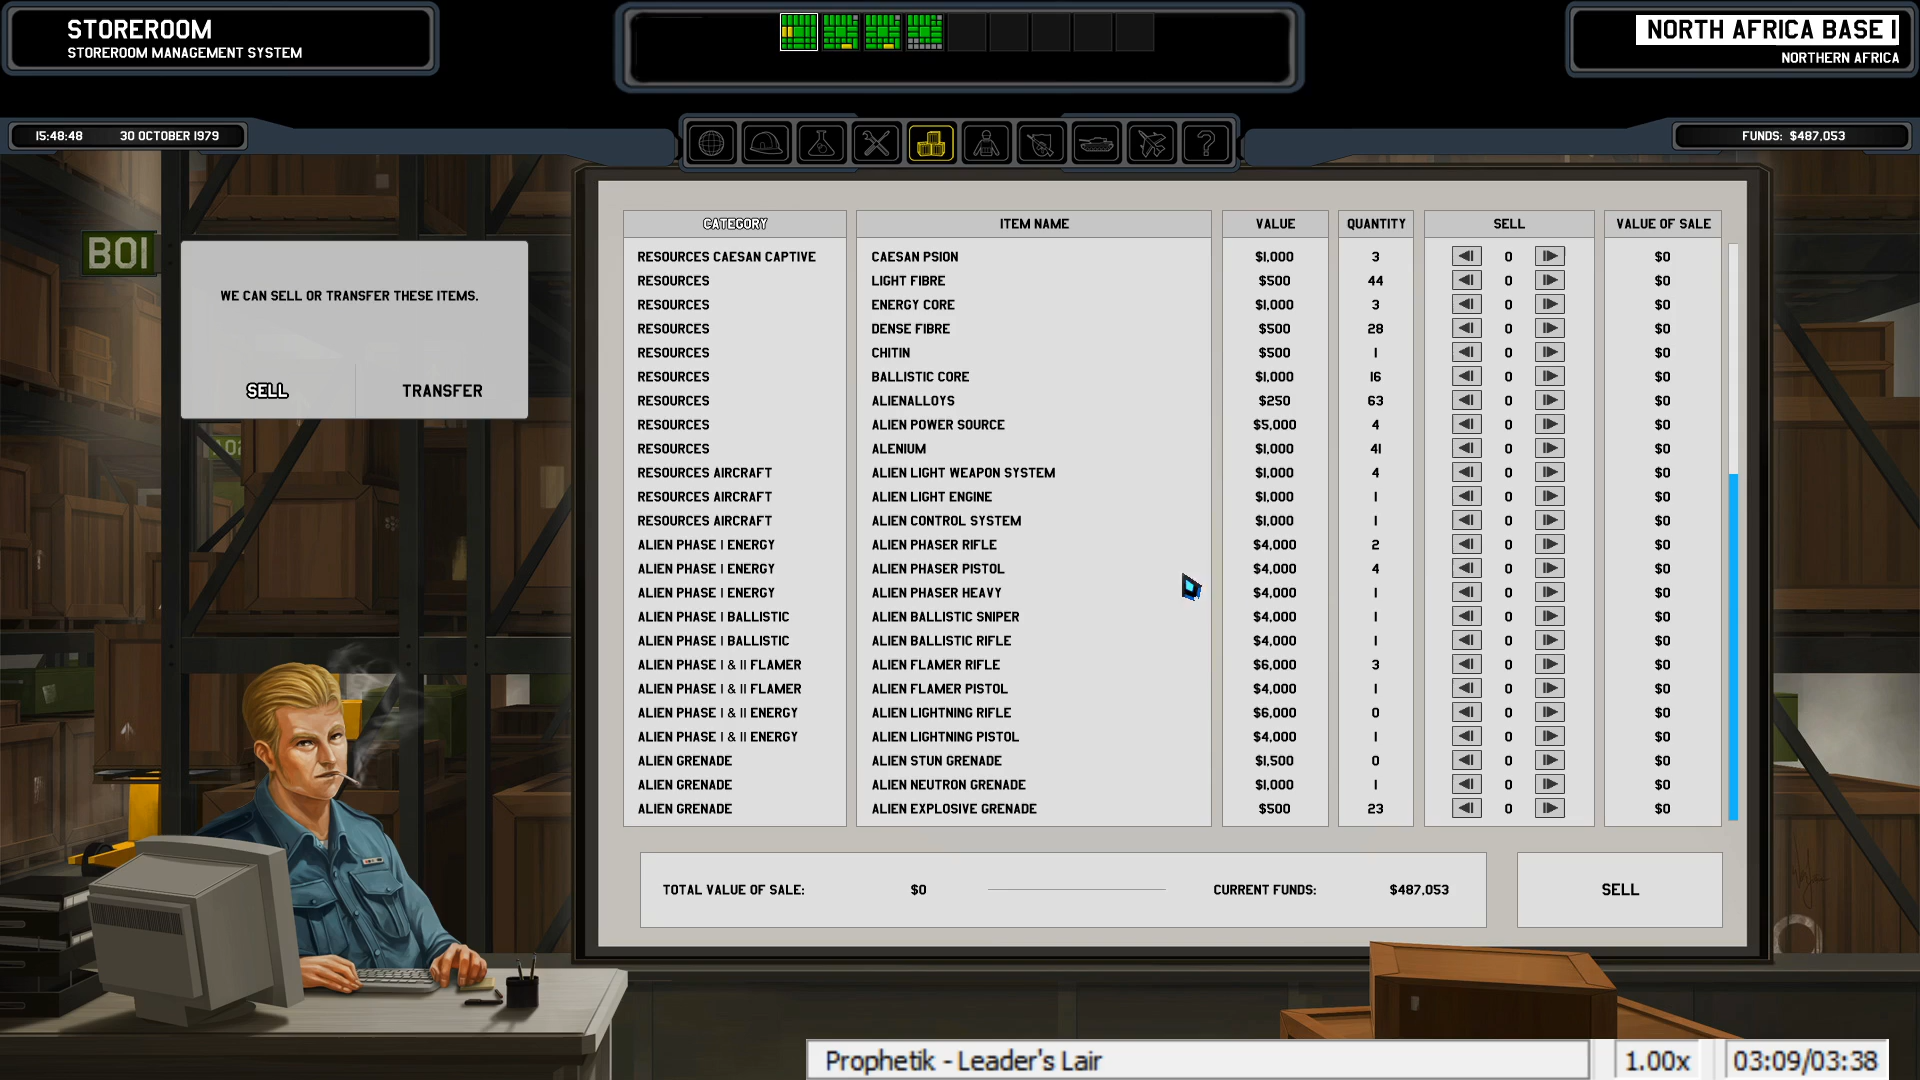 STOREROOM
STOREROOM MANAGEMENT SYSTEM
NORTH AFRICA BASE 1
NORTHERN AFRICA
15:48:48 30 OCTOBER 1979
?
FUNDS: $487,053
B01
WE CAN SELL OR TRANSFER THESE ITEMS.
SELL TRANSFER
CATEGORY ITEM NAME VALUE QUANTITY SELL VALUE OF SALE
RESOURCES CAESAN CAPTIVE CAESAN PSION $1,000 3 0 $0
RESOURCES LIGHT FIBRE $500 44 0 $0
RESOURCES ENERGY CORE $1,000 3 0 $0
RESOURCES DENSE FIBRE $500 28 0 $0
RESOURCES CHITIN $500 1 0 $0
RESOURCES BALLISTIC CORE $1,000 16 0 $0
RESOURCES ALIENALLOYS $250 63 0 $0
RESOURCES ALIEN POWER SOURCE $5,000 4 0 $0
RESOURCES ALENIUM $1,000 41 0 $0
RESOURCES AIRCRAFT ALIEN LIGHT WEAPON SYSTEM $1,000 4 0 $0
RESOURCES AIRCRAFT ALIEN LIGHT ENGINE $1,000 1 0 $0
RESOURCES AIRCRAFT ALIEN CONTROL SYSTEM $1,000 1 0 $0
ALIEN PHASE I ENERGY ALIEN PHASER RIFLE $4,000 2 0 $0
ALIEN PHASE I ENERGY ALIEN PHASER PISTOL $4,000 4 0 $0
ALIEN PHASE I ENERGY ALIEN PHASER HEAVY $4,000 1 0 $0
ALIEN PHASE I BALLISTIC ALIEN BALLISTIC SNIPER $4,000 1 0 $0
ALIEN PHASE I BALLISTIC ALIEN BALLISTIC RIFLE $4,000 1 0 $0
ALIEN PHASE I & II FLAMER ALIEN FLAMER RIFLE $6,000 3 0 $0
ALIEN PHASE I & II FLAMER ALIEN FLAMER PISTOL $4,000 1 0 $0
ALIEN PHASE I & II ENERGY ALIEN LIGHTNING RIFLE $6,000 0 0 $0
ALIEN PHASE I & II ENERGY ALIEN LIGHTNING PISTOL $4,000 1 0 $0
ALIEN GRENADE ALIEN STUN GRENADE $1,500 0 0 $0
ALIEN GRENADE ALIEN NEUTRON GRENADE $1,000 1 0 $0
ALIEN GRENADE ALIEN EXPLOSIVE GRENADE $500 23 0 $0
TOTAL VALUE OF SALE: $0 CURRENT FUNDS: $487,053 SELL
Prophetik - Leader's Lair 1.00x 03:09/03:38